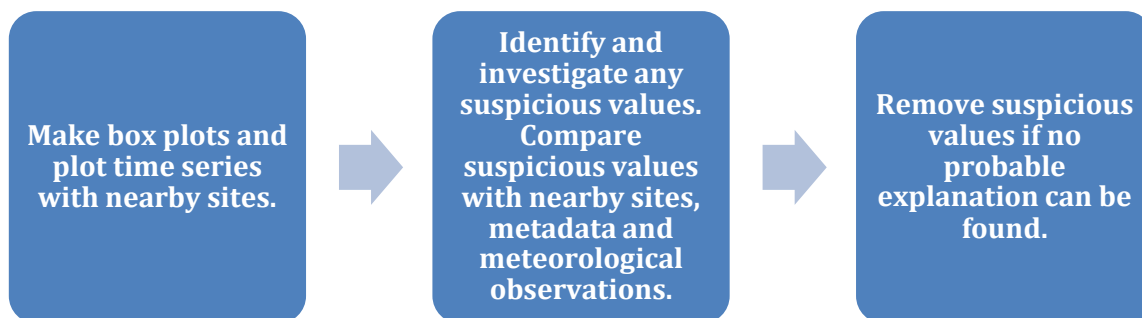 Make box plots and
plot time series
with nearby sites.
Identify and
investigate any
suspicious values.
Compare
suspicious values
with nearby sites,
metadata and
meteorological
observations.
Remove suspicious
values if no
probable
explanation can be
found.